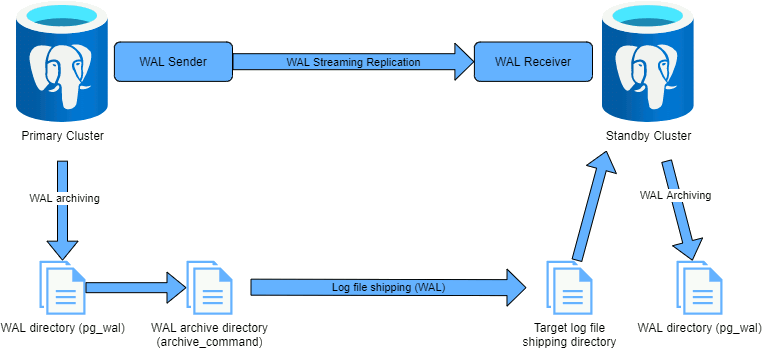 WAL Sender
WAL Streaming Replication
WAL Receiver
Primary Cluster
Standby Cluster
WAL archiving
WAL Archiving
Log file shipping (WAL)
WAL directory (pg_wal)
WAL archive directory
(archive_command)
Target log file
shipping directory
WAL directory (pg_wal)